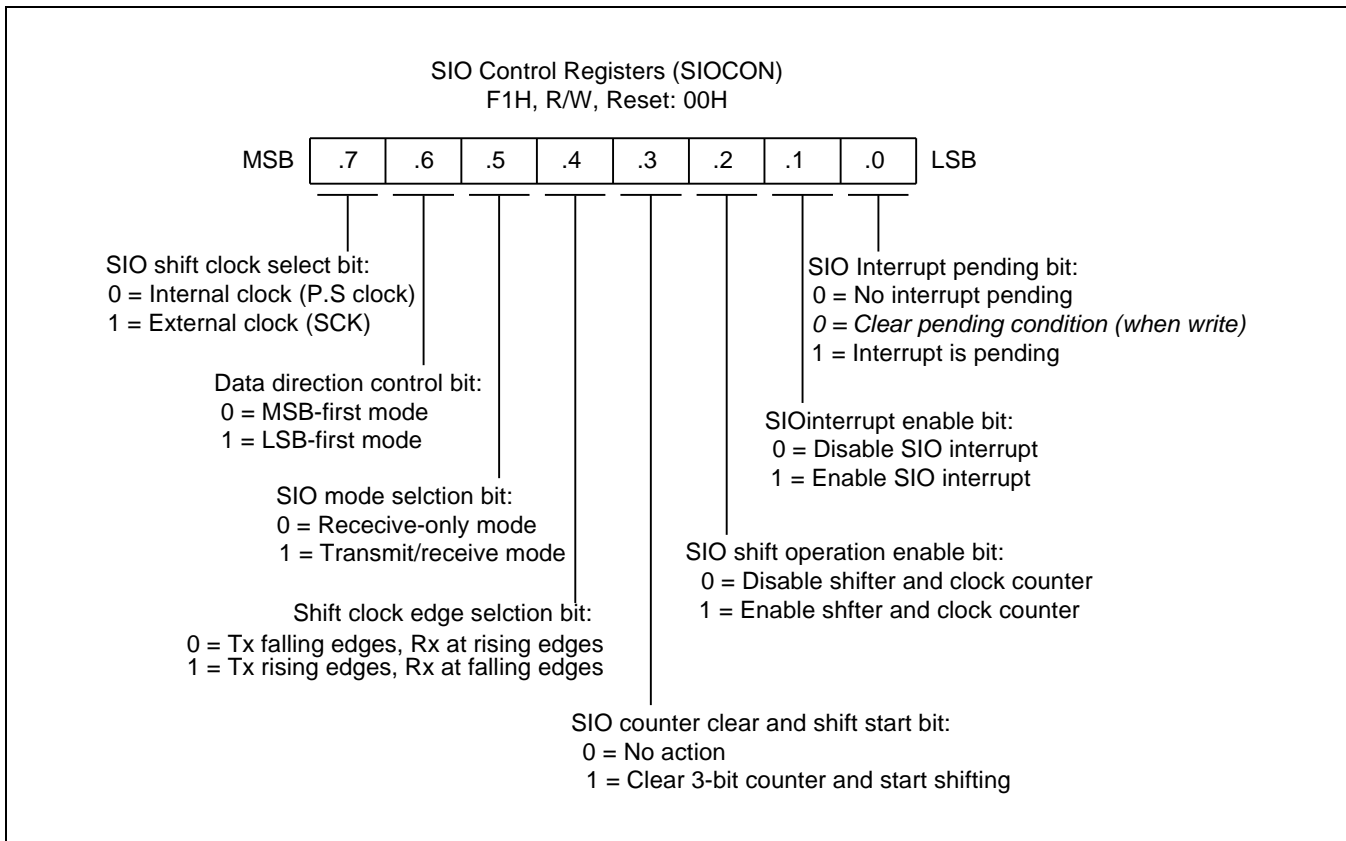 SIO Control Registers (SIOCON)
F1H, R/W, Reset: 00H
MSB .7 .6 .5 .4 .3 .2 .1 .0 LSB
SIO shift clock select bit:
0 = Internal clock (P.S clock)
1 = External clock (SCK)
Data direction control bit:
0 = MSB-first mode
1 = LSB-first mode
SIO mode selction bit:
0 = Rececive-only mode
1 = Transmit/receive mode
Shift clock edge selction bit:
0 = Tx falling edges, Rx at rising edges
1 = Tx rising edges, Rx at falling edges
SIO counter clear and shift start bit:
0 = No action
1 = Clear 3-bit counter and start shifting
SIO shift operation enable bit:
0 = Disable shifter and clock counter
1 = Enable shfter and clock counter
SIOinterrupt enable bit:
0 = Disable SIO interrupt
1 = Enable SIO interrupt
SIO Interrupt pending bit:
0 = No interrupt pending
0 = Clear pending condition (when write)
1 = Interrupt is pending